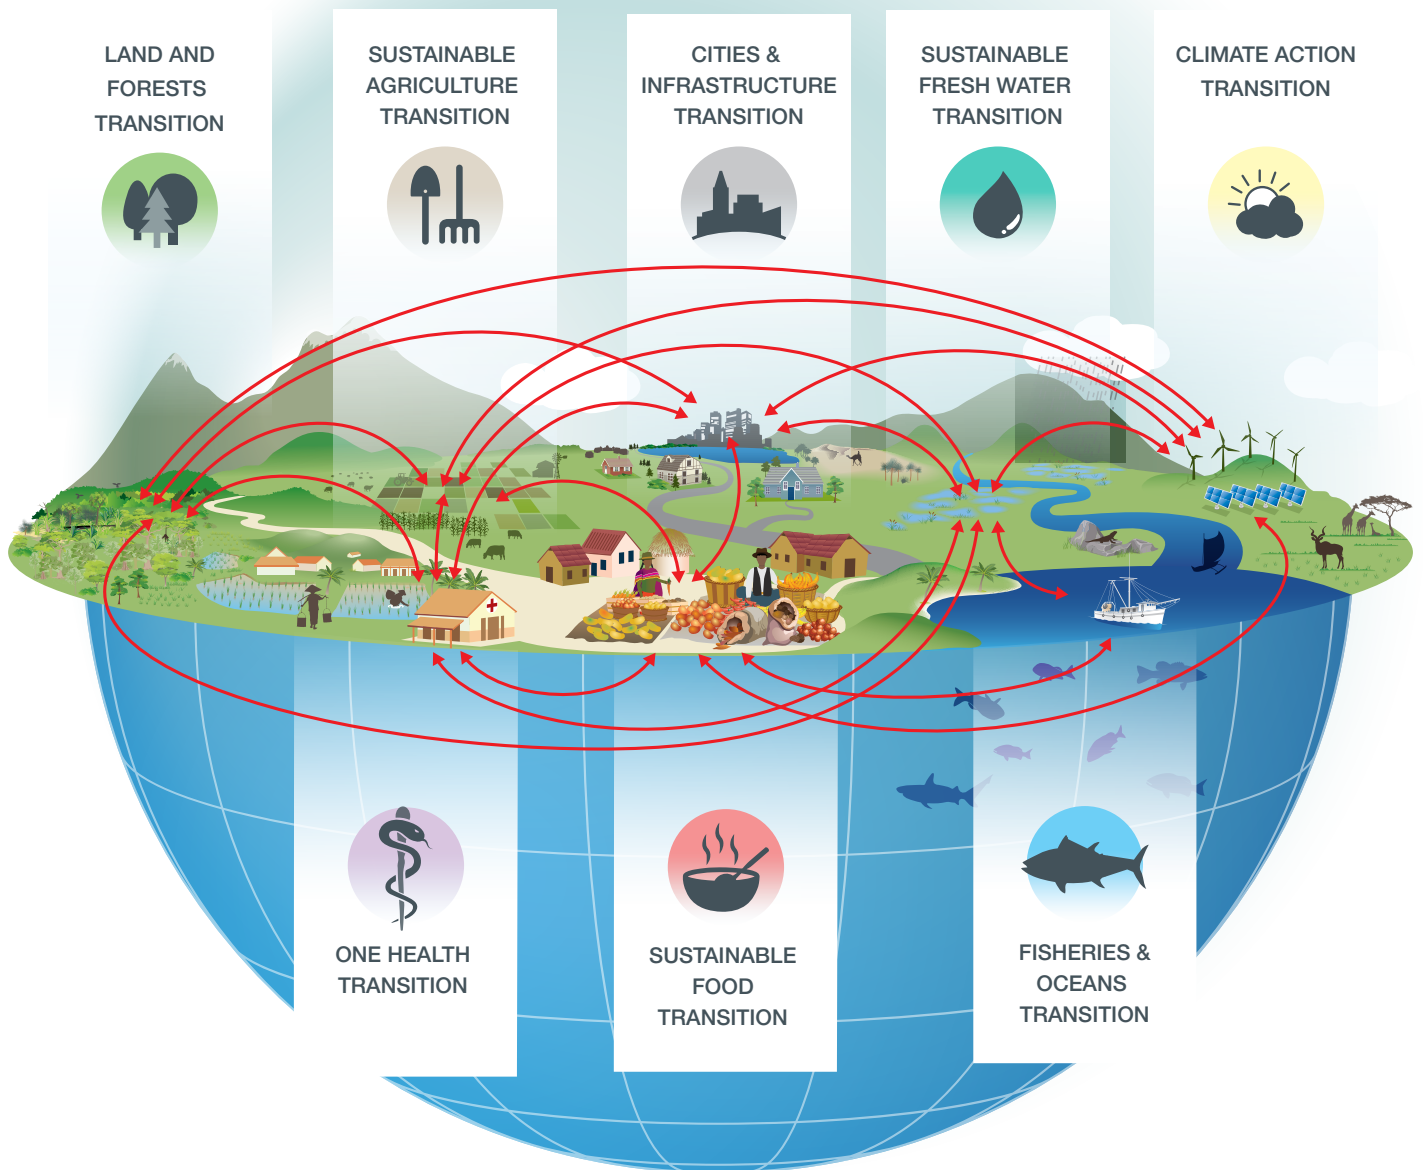 LAND AND
FORESTS
TRANSITION
SUSTAINABLE
AGRICULTURE
TRANSITION
CITIES &
INFRASTRUCTURE
TRANSITION
SUSTAINABLE
FRESH WATER
TRANSITION
CLIMATE ACTION
TRANSITION
ONE HEALTH
TRANSITION
SUSTAINABLE
FOOD
TRANSITION
FISHERIES &
OCEANS
TRANSITION